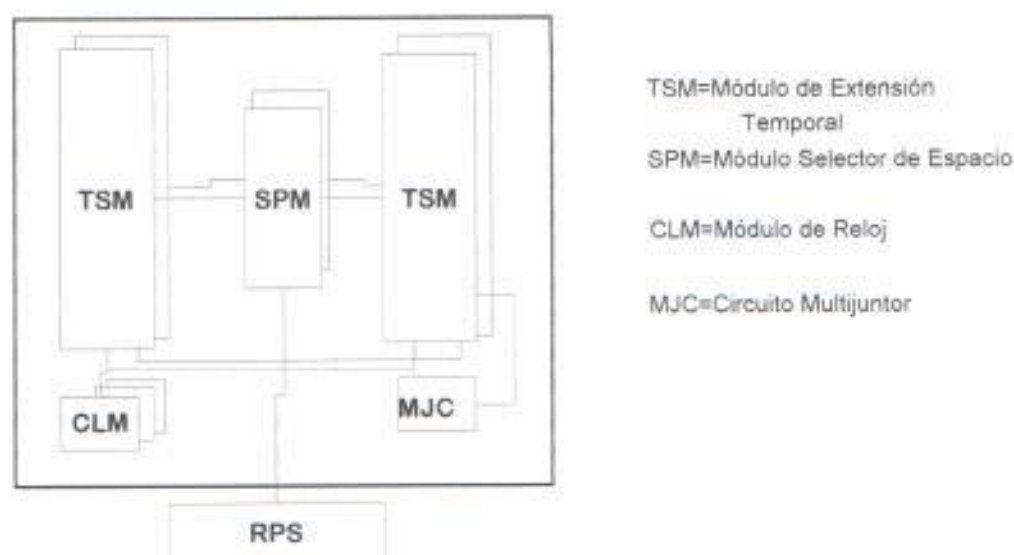 TSM
SPM
TSM
CLM
MJC
RPS
TSM=Módulo de Extensión
Temporal
SPM=Módulo Selector de Espacio
CLM=Módulo de Reloj
MJC=Circuito Multijuntor